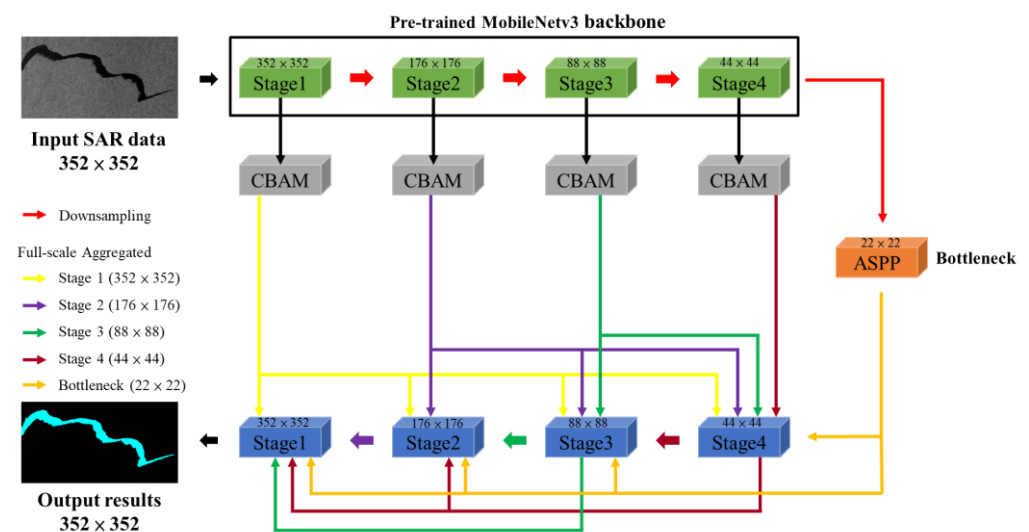 Pre-trained MobileNetv3 backbone
352 × 352
Stage1
176 × 176
Stage2
88 × 88
Stage3
44 × 44
Stage4
Input SAR data
352 × 352
CBAM
CBAM
CBAM
CBAM
Downsampling
Full-scale Aggregated
Stage 1 (352 × 352)
Stage 2 (176 × 176)
Stage 3 (88 × 88)
Stage 4 (44 × 44)
Bottleneck (22 × 22)
22 × 22
ASPP
Bottleneck
352 × 352
Stage1
176 × 176
Stage2
88 × 88
Stage3
44 × 44
Stage4
Output results
352 × 352